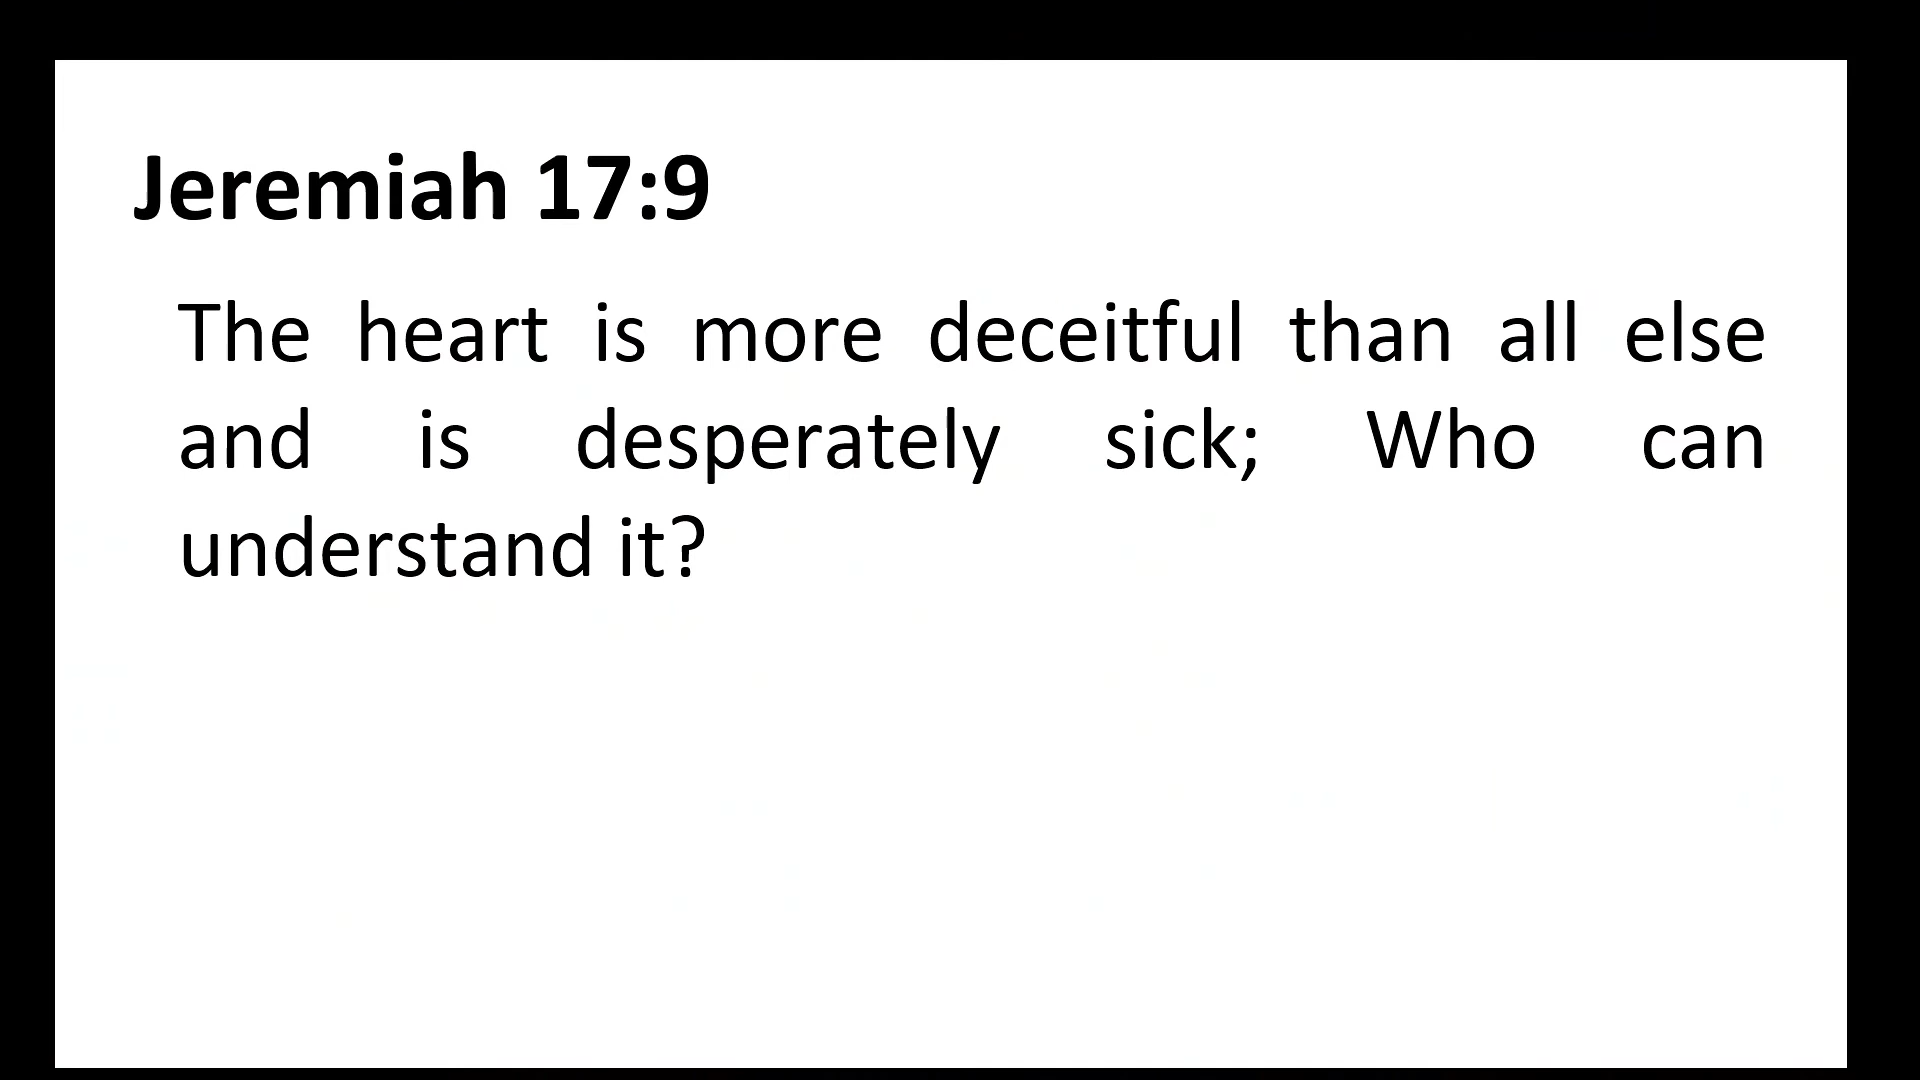 Jeremiah 17:9
The heart is more deceitful than all else
and is desperately sick; Who can
understand it?